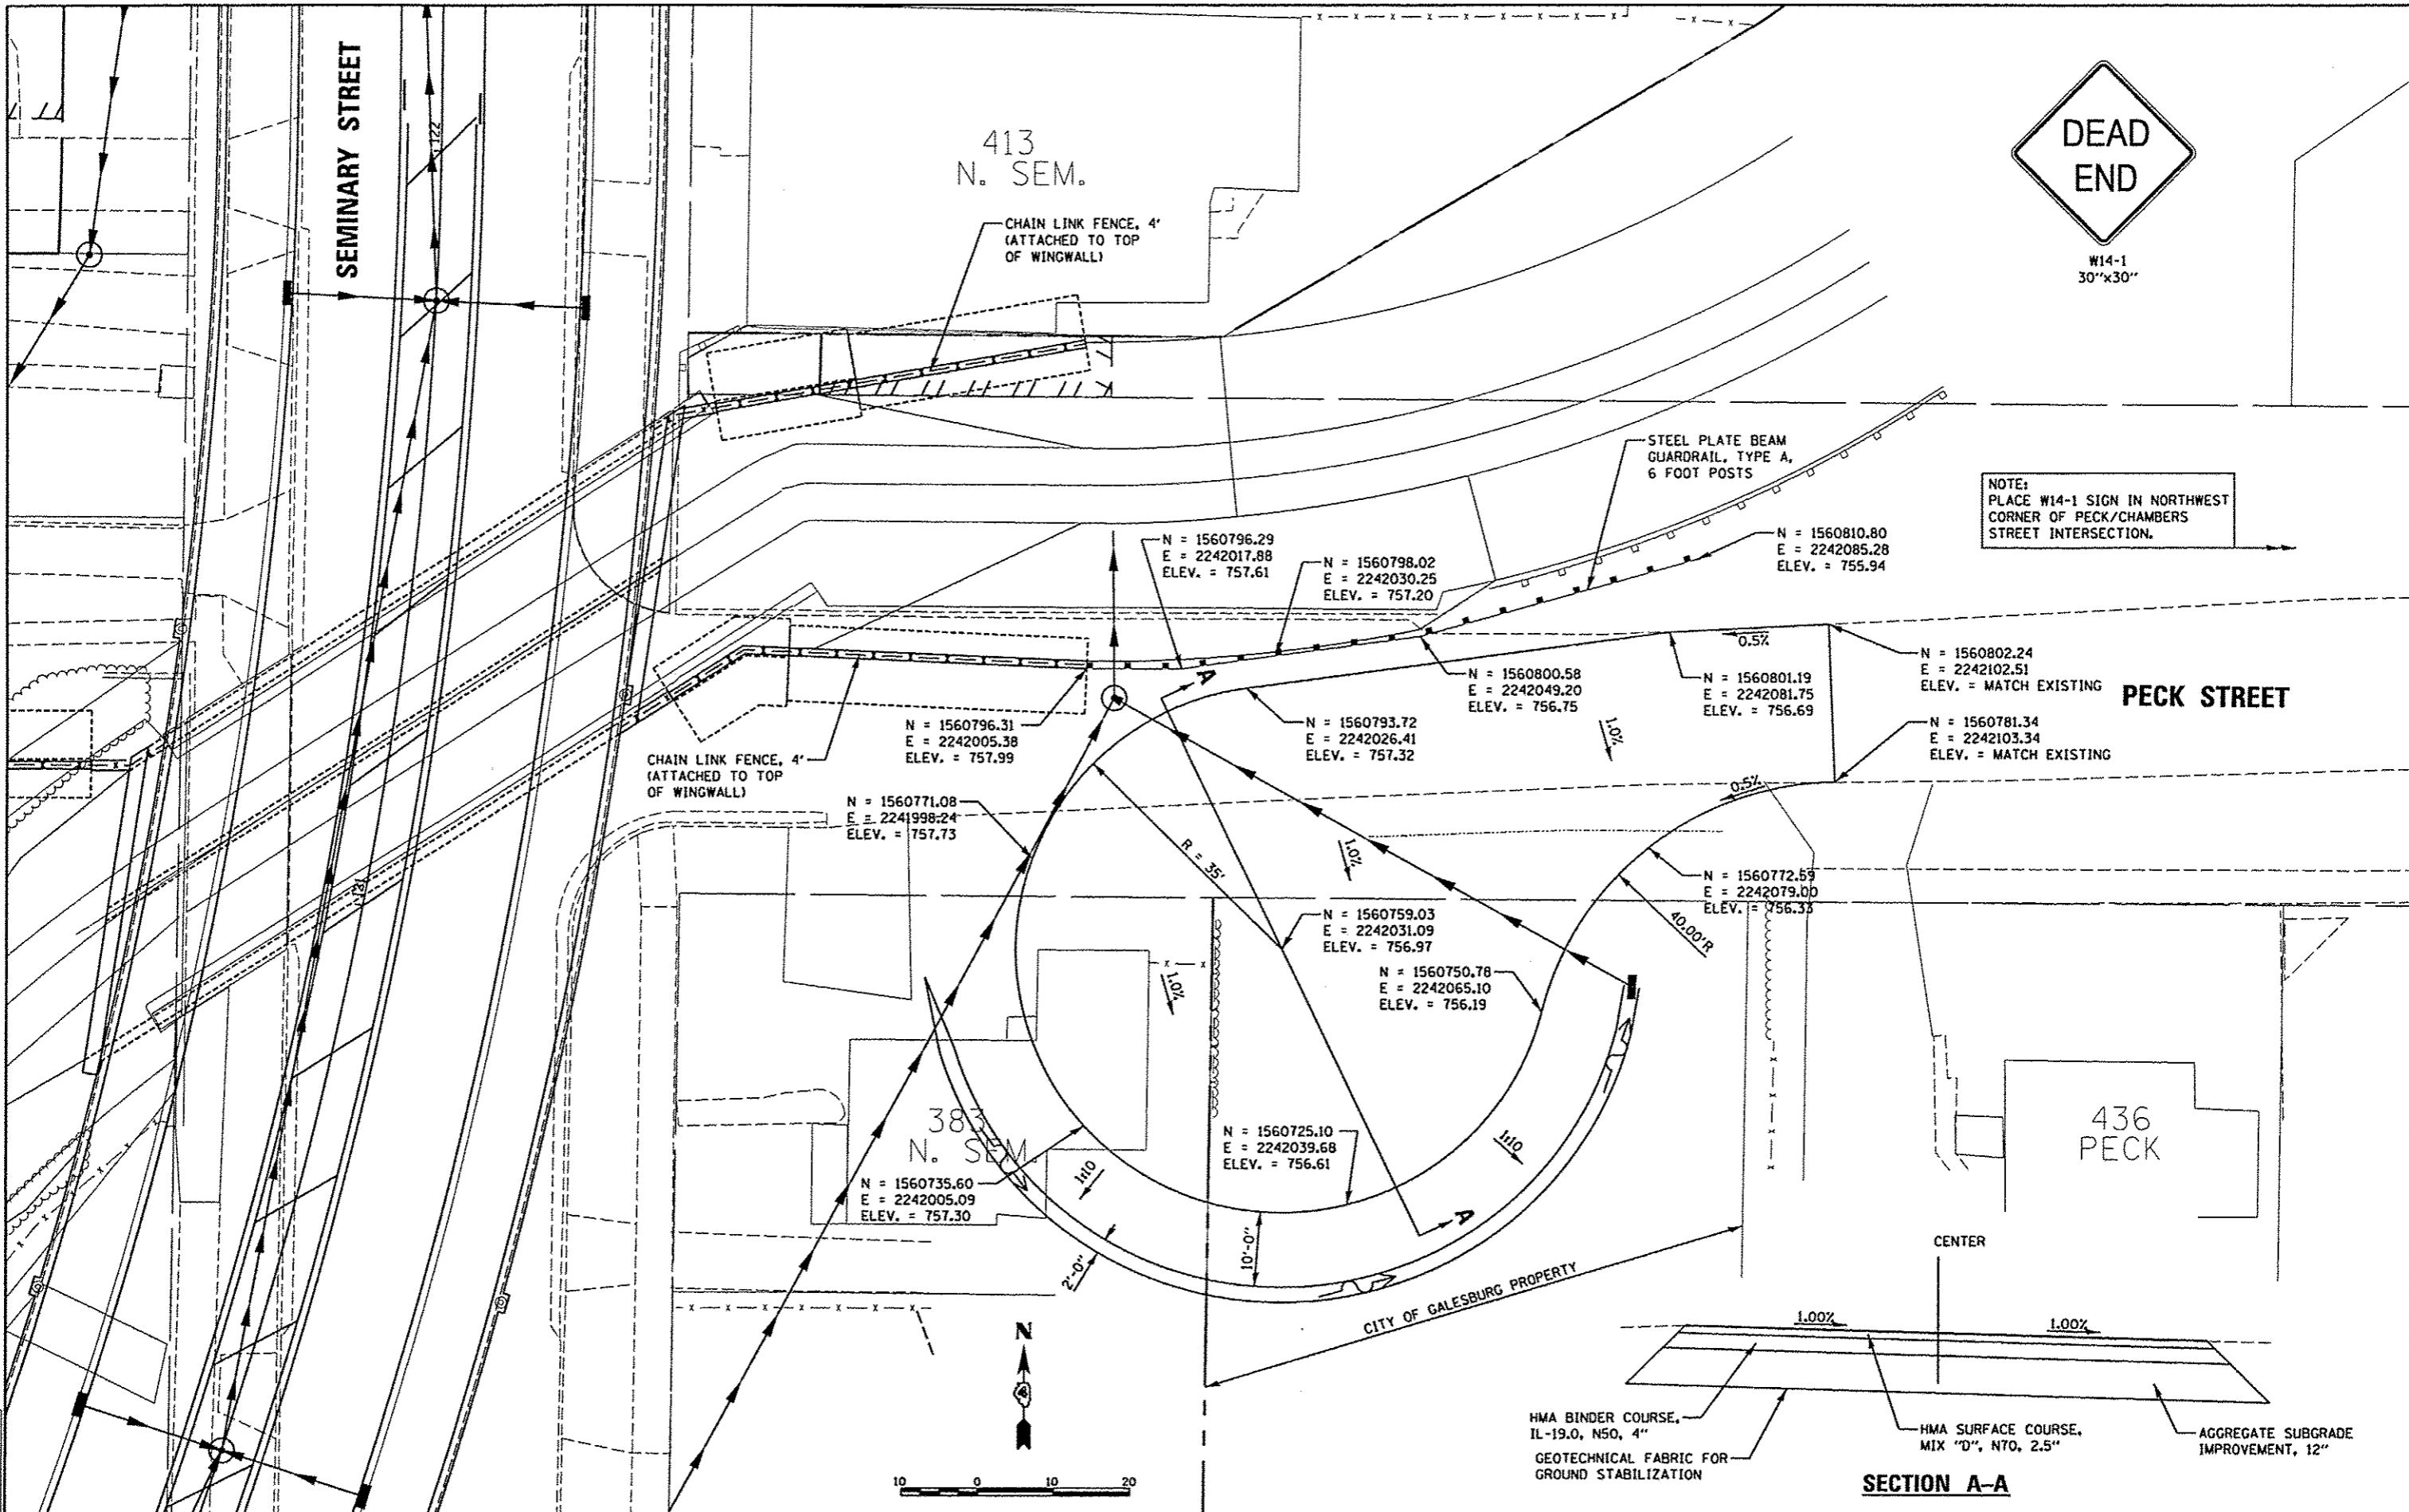 SEMINARY STREET
122
413
N. SEM.
CHAIN LINK FENCE, 4'
(ATTACHED TO TOP
OF WINGWALL)
DEAD
END
W14-1
30"x30"
STEEL PLATE BEAM
GUARDRAIL, TYPE A,
6 FOOT POSTS
NOTE:
PLACE W14-1 SIGN IN NORTHWEST
CORNER OF PECK/CHAMBERS
STREET INTERSECTION.
N = 1560796.29
E = 2242017.88
ELEV. = 757.61
N = 1560798.02
E = 2242030.25
ELEV. = 757.20
N = 1560810.80
E = 2242085.28
ELEV. = 755.94
0.5%
N = 1560802.24
E = 2242102.51
ELEV. = MATCH EXISTING
PECK STREET
N = 1560800.58
E = 2242049.20
ELEV. = 756.75
N = 1560801.19
E = 2242081.75
ELEV. = 756.69
A
N = 1560796.31
E = 2242005.38
ELEV. = 757.99
N = 1560793.72
E = 2242026.41
ELEV. = 757.32
1.0%
N = 1560781.34
E = 2242103.34
ELEV. = MATCH EXISTING
CHAIN LINK FENCE, 4'
(ATTACHED TO TOP
OF WINGWALL)
0.5%
N = 1560771.08
E = 2241998.24
ELEV. = 757.73
R = 35'
1.0%
N = 1560772.59
E = 2242079.00
ELEV. = 756.33
121
40.00'R
N = 1560759.03
E = 2242031.09
ELEV. = 756.97
1.0%
N = 1560750.78
E = 2242065.10
ELEV. = 756.19
383
N. SEM.
N = 1560725.10
E = 2242039.68
ELEV. = 756.61
1:10
1:10
436
PECK
N = 1560735.60
E = 2242005.09
ELEV. = 757.30
A
10'-0"
2'-0"
CITY OF GALESBURG PROPERTY
CENTER
1.00%
1.00%
N
HMA BINDER COURSE,
IL-19.0, N50, 4"
GEOTECHNICAL FABRIC FOR
GROUND STABILIZATION
HMA SURFACE COURSE,
MIX "D", N70, 2.5"
AGGREGATE SUBGRADE
IMPROVEMENT, 12"
SECTION A-A
10 0 10 20